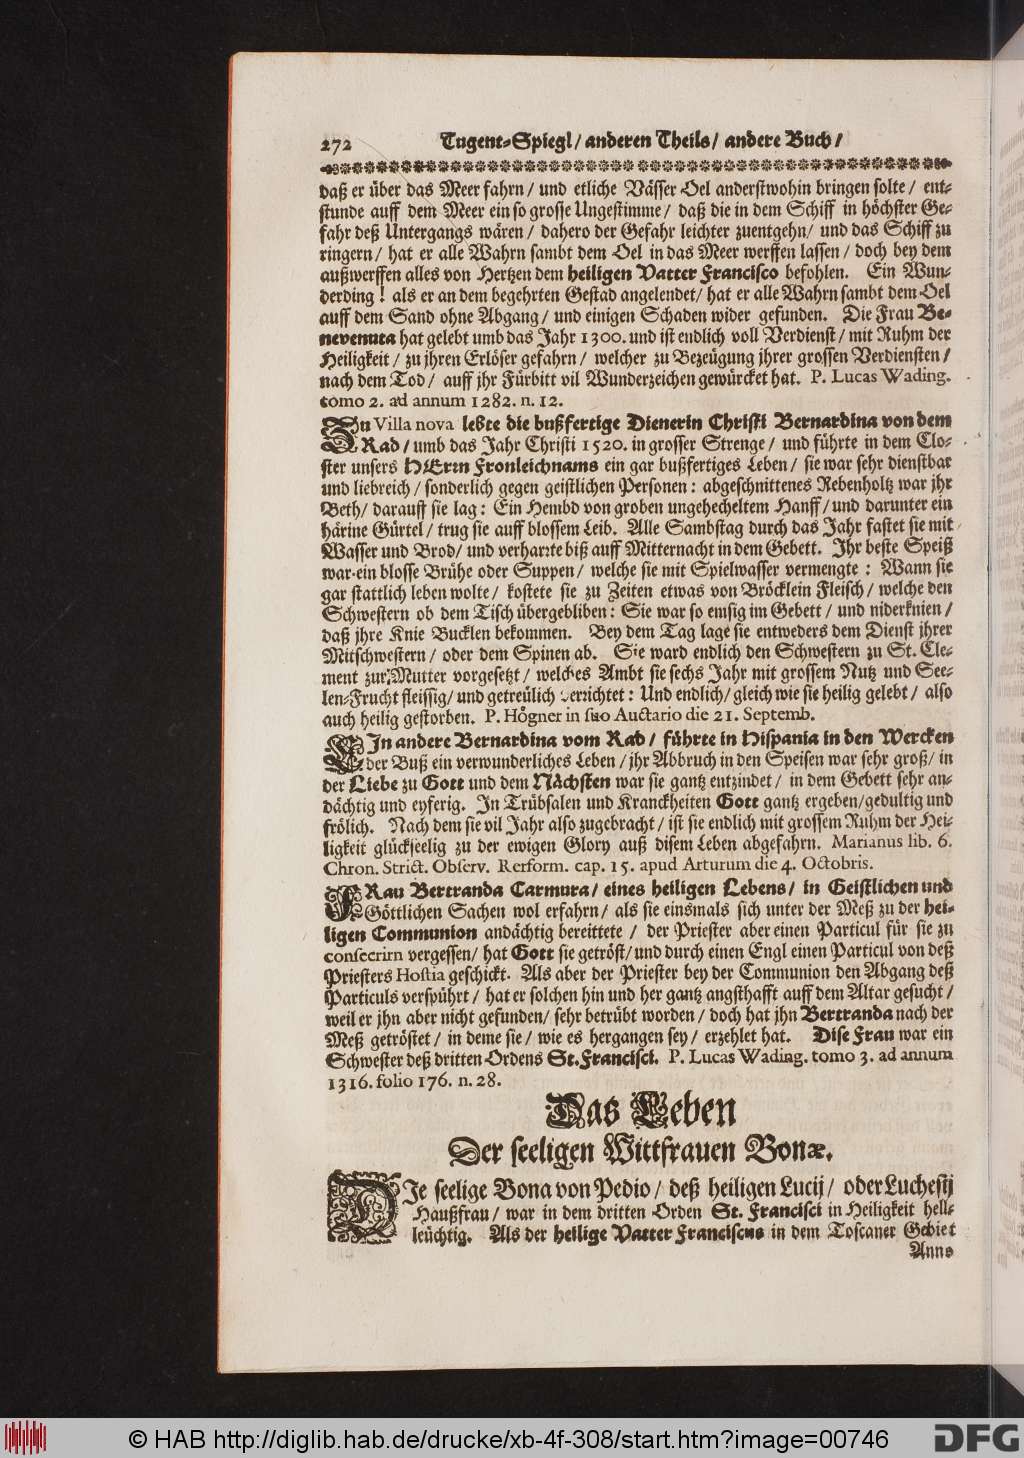 272 Tugent-Spiegl / anderen Theils / andere Buch /
daß er über das Meer fahrn / und etliche Vässer Oel anderstwohin bringen solte / ent-
stunde auff dem Meer ein so grosse Ungestimme / daß die in dem Schiff in höchster Ge-
fahr deß Untergangs wären / dahero der Gefahr leichter zuentgehn / und das Schiff zu
ringern / hat er alle Wahrn sambt dem Oel in das Meer werffen lassen / doch bey dem
außwerffen alles von Hertzen dem heiligen Vatter Francisco befohlen. Ein Wun-
derding ! als er an dem begehrten Gestad angelendet / hat er alle Wahrn sambt dem Oel
auff dem Sand ohne Abgang / und einigen Schaden wider gefunden. Die Frau Be-
nevenuta hat gelebt umb das Jahr 1300. und ist endlich voll Verdienst / mit Ruhm der
Heiligkeit / zu jhren Erlöser gefahrn / welcher zu Bezeügung jhrer grossen Verdiensten /
nach dem Tod / auff jhr Fürbitt vil Wunderzeichen gewürcket hat. P. Lucas Wading.
tomo 2. ad annum 1282. n. 12.
Zu Villa nova lebte die bußfertige Dienerin Christi Bernardina von dem
Rad / umb das Jahr Christi 1520. in grosser Strenge / und führte in dem Clo-
ster unsers HErrn Fronleichnams ein gar bußfertiges Leben / sie war sehr dienstbar
und liebreich / sonderlich gegen geistlichen Personen : abgeschnittenes Rebenholtz war jhr
Beth / darauff sie lag : Ein Hembd von groben ungehecheltem Hanff / und darunter ein
härine Gürtel / trug sie auff blossem Leib. Alle Sambstag durch das Jahr fastet sie mit
Wasser und Brod / und verharrte biß auff Mitternacht in dem Gebett. Ihr beste Speiß
war ein blosse Brühe oder Suppen / welche sie mit Spielwasser vermengte : Wann sie
gar stattlich leben wolte / kostete sie zu Zeiten etwas von Bröcklein Fleisch / welche den
Schwestern ob dem Tisch übergebliben : Sie war so emsig im Gebett / und niderknien /
daß jhre Knie Bucklen bekommen. Bey dem Tag lage sie entweders dem Dienst jhrer
Mitschwestern / oder dem Spinen ab. Sie ward endlich den Schwestern zu St. Cle-
ment zur Mutter vorgesetzt / welches Ambt sie sechs Jahr mit grossem Nutz und See-
len-Frucht fleissig / und getreülich verrichtet : Und endlich / gleich wie sie heilig gelebt / also
auch heilig gestorben. P. Högner in suo Auctario die 21. Septemb.
EIn andere Bernardina vom Rad / führte in Hispania in den Wercken
der Buß ein verwunderliches Leben / jhr Abbruch in den Speisen war sehr groß / in
der Liebe zu Gott und dem Nächsten war sie gantz entzindet / in dem Gebett sehr an-
dächtig und eyferig. In Trübsalen und Kranckheiten Gott gantz ergeben / gedultig und
frölich. Nach dem sie vil Jahr also zugebracht / ist sie endlich mit grossem Ruhm der Hei-
ligkeit glückseelig zu der ewigen Glory auß disem Leben abgefahrn. Marianus lib. 6.
Chron. Strict. Observ. Rerform. cap. 15. apud Arturum die 4. Octobris.
FRau Bertranda Carmura / eines heiligen Lebens / in Geistlichen und
Göttlichen Sachen wol erfahrn / als sie einsmals sich unter der Meß zu der hei-
ligen Communion andächtig bereittete / der Priester aber einen Particul für sie zu
consecrirn vergessen / hat Gott sie getröst / und durch einen Engl einen Particul von deß
Priesters Hostia geschickt. Als aber der Priester bey der Communion den Abgang deß
Particuls verspührt / hat er solchen hin und her gantz angsthafft auff dem Altar gesucht /
weil er jhn aber nicht gefunden / sehr betrübt worden / doch hat jhn Bertranda nach der
Meß getröstet / in deme sie / wie es hergangen sey / erzehlet hat. Dise Frau war ein
Schwester deß dritten Ordens St. Francisci. P. Lucas Wading. tomo 3. ad annum
1316. folio 176. n. 28.
Das Leben
Der seeligen Wittfrauen Bonæ.
DIe seelige Bona von Pedio / deß heiligen Lucij / oder Luchesij
Haußfrau / war in dem dritten Orden St. Francisci in Heiligkeit hell-
leüchtig. Als der heilige Vatter Franciscus in dem Toscaner Gebiet
Anno
© HAB http://diglib.hab.de/drucke/xb-4f-308/start.htm?image=00746
DFG